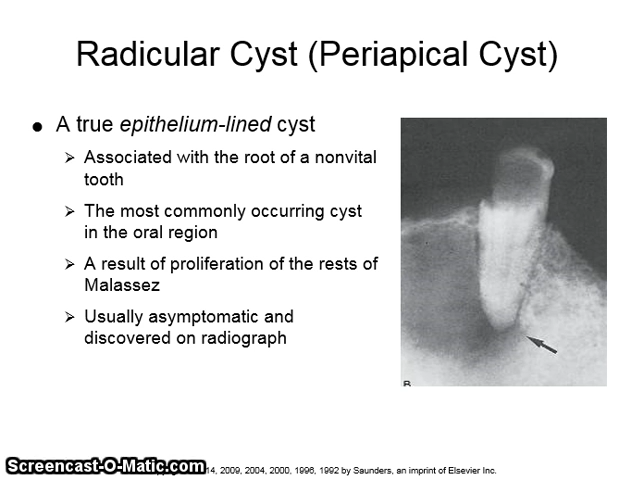 Radicular Cyst (Periapical Cyst)
● A true epithelium-lined cyst
➢ Associated with the root of a nonvital
tooth
➢ The most commonly occurring cyst
in the oral region
➢ A result of proliferation of the rests of
Malassez
➢ Usually asymptomatic and
discovered on radiograph
B
Screencast-O-Matic.com 14, 2009, 2004, 2000, 1996, 1992 by Saunders, an imprint of Elsevier Inc.